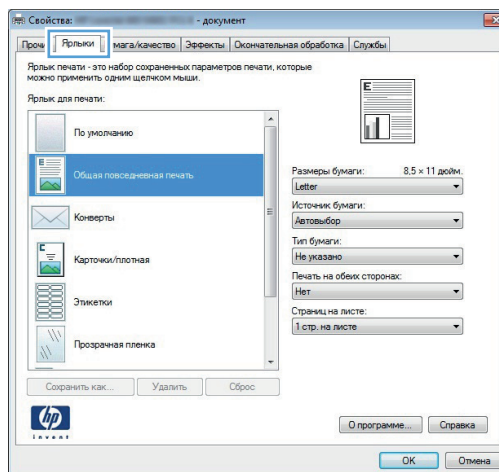 Свойства: - документ
Ярлыки мага/качество Эффекты Окончательная обработка Службы
Ярлык печати - это набор сохраненных параметров печати, которые
можно применить одним щелчком мыши.
Ярлык для печати:
По умолчанию
Общая повседневная печать
Конверты
Карточки/плотная
Этикетки
Прозрачная пленка
Сохранить как...
Удалить
Сброс
E
Размеры бумаги: 8,5 × 11 дюйм.
Letter
Источник бумаги:
Автовыбор
Тип бумаги:
Не указано
Печать на обеих сторонах:
Нет
Страниц на листе:
1 стр. на листе
hp
invent
О программе...
Справка
OK
Отмена